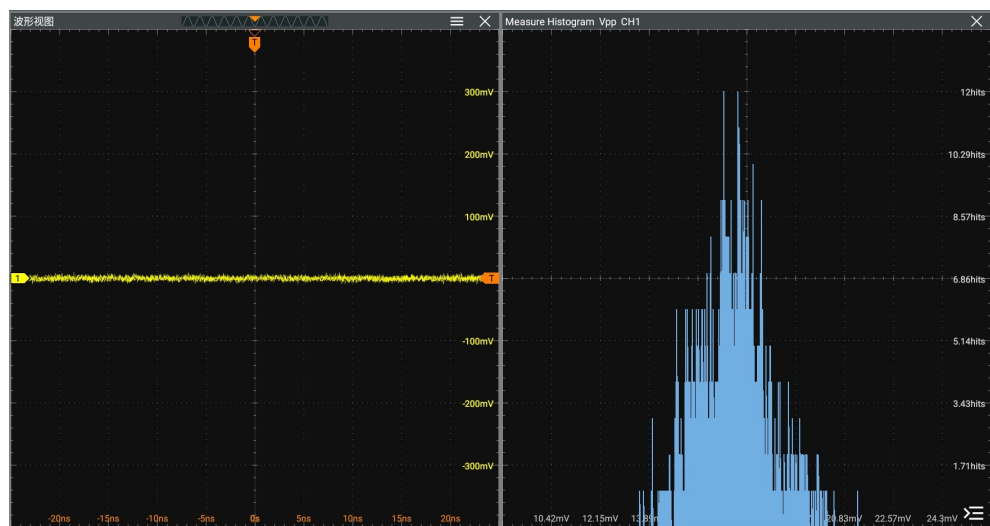 波形视图
T
300mV
200mV
100mV
1
T
-100mV
-200mV
-300mV
-20ns -15ns -10ns -5ns 0s 5ns 10ns 15ns 20ns
Measure Histogram Vpp CH1
12hits
10.29hits
8.57hits
6.86hits
5.14hits
3.43hits
1.71hits
10.42mV 12.15mV 20.83mV 22.57mV 24.3mV